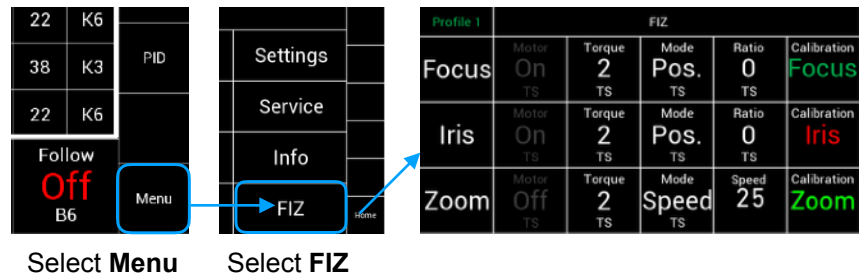 22 K6
38 K3 PID
22 K6
Follow
Off
B6
Menu
Settings
Service
Info
FIZ
Home
Profile 1 FIZ
Focus Motor On TS Torque 2 TS Mode Pos. TS Ratio 0 TS Calibration Focus
Iris Motor On TS Torque 2 TS Mode Pos. TS Ratio 0 TS Calibration Iris
Zoom Motor Off TS Torque 2 TS Mode Speed TS Speed 25 Calibration Zoom
Select Menu Select FIZ